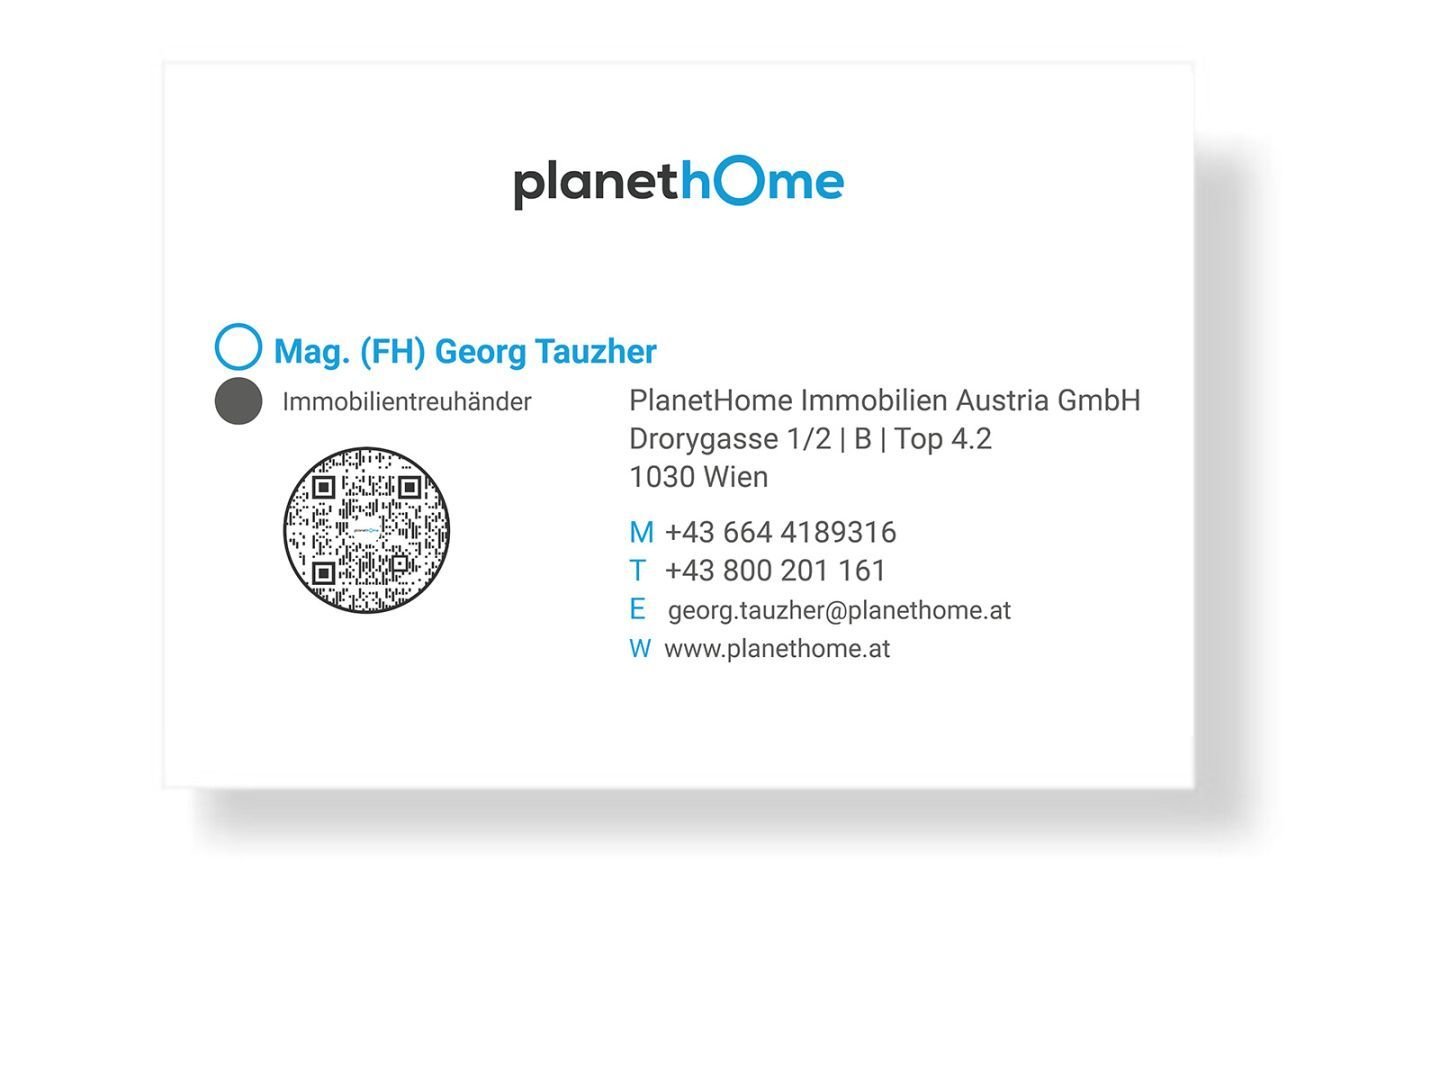 planethome
Mag. (FH) Georg Tauzher
Immobilientreuhänder
PlanetHome Immobilien Austria GmbH
Drorygasse 1/2 | B | Top 4.2
1030 Wien
M +43 664 4189316
T +43 800 201 161
E georg.tauzher@planethome.at
W www.planethome.at
planethome